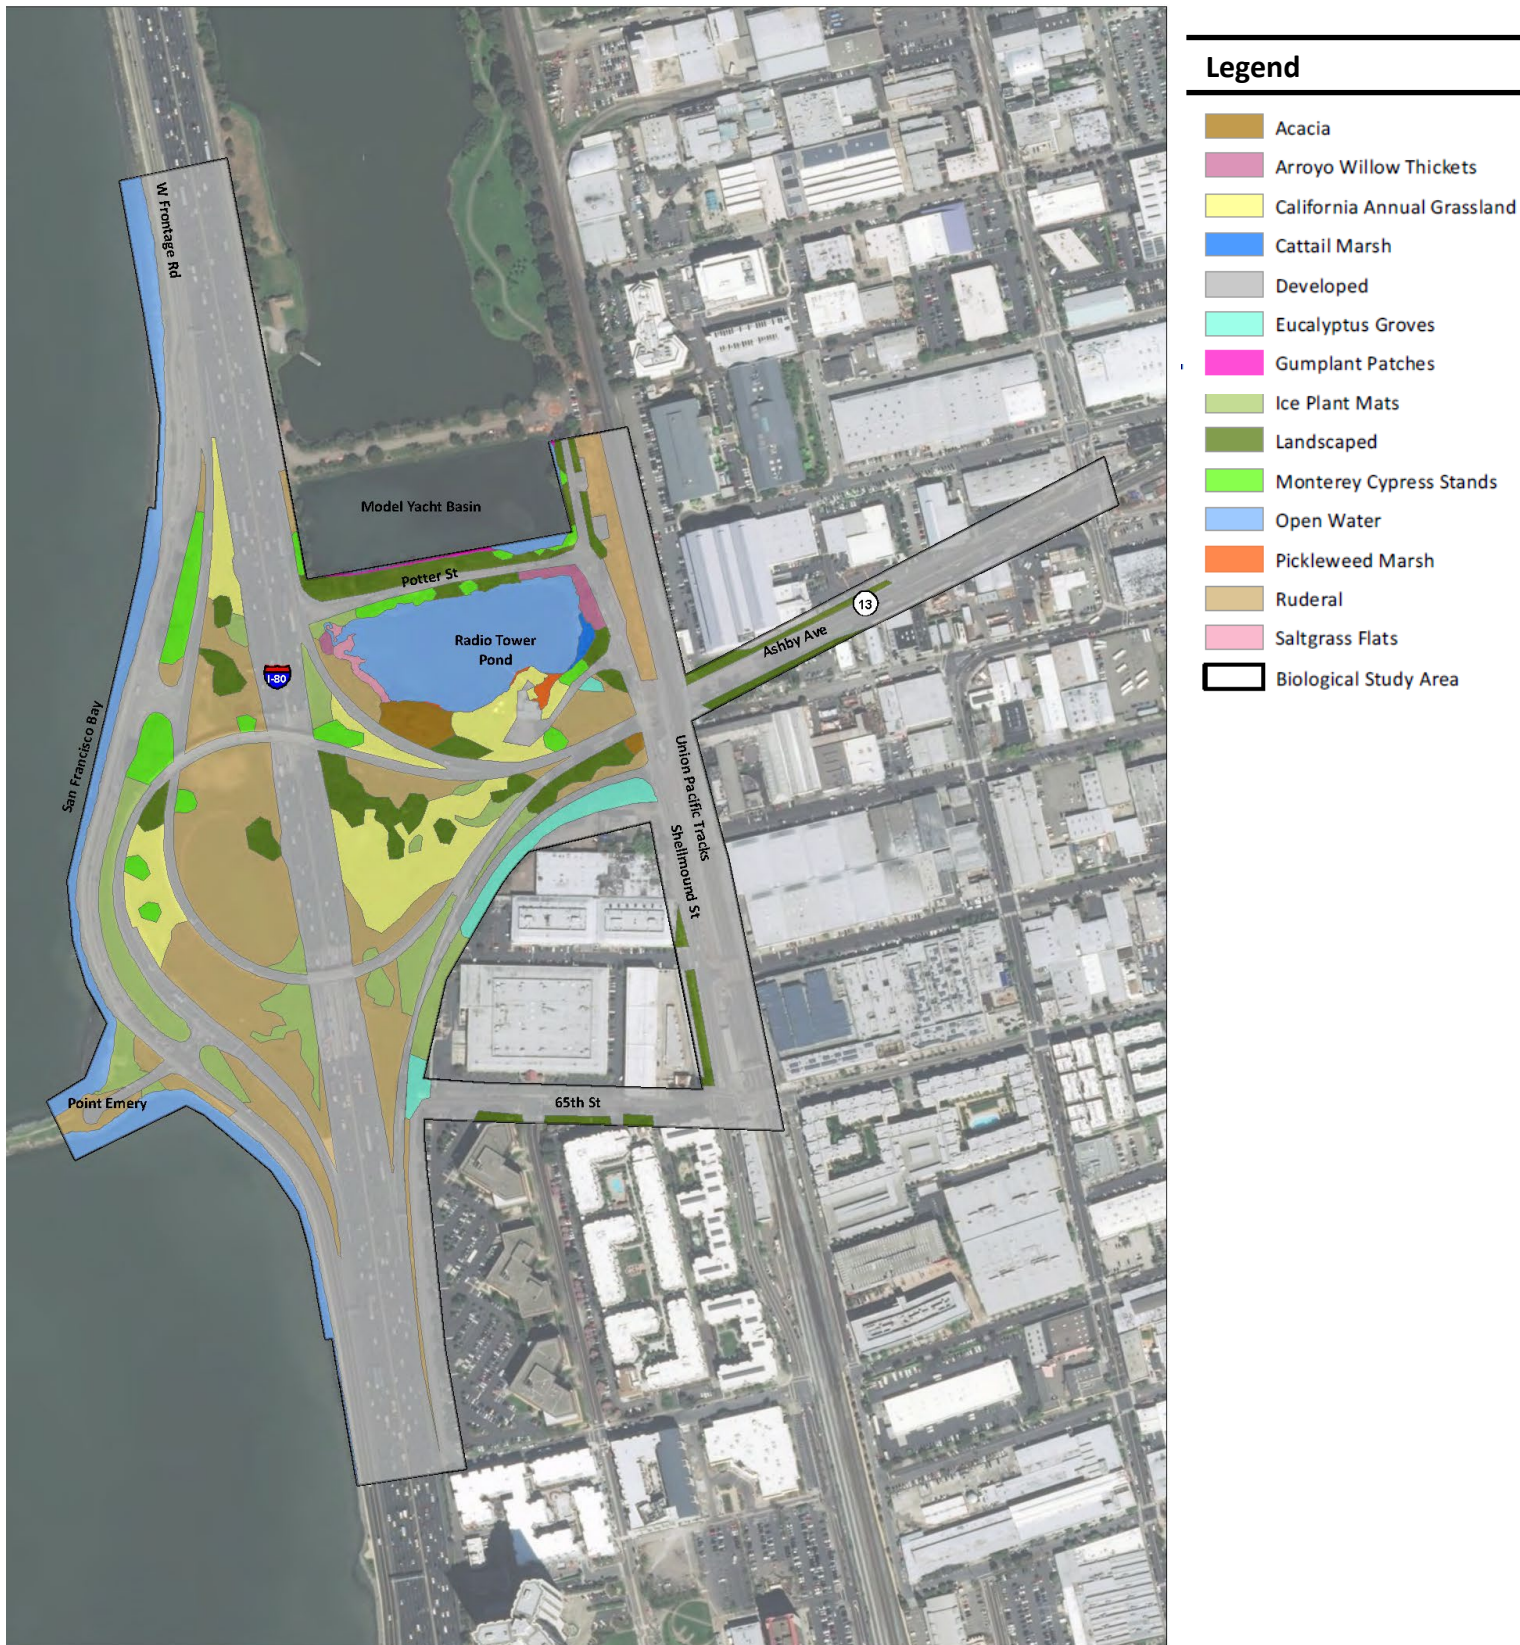 Legend
Acacia
Arroyo Willow Thickets
California Annual Grassland
Cattail Marsh
Developed
Eucalyptus Groves
Gumplant Patches
Ice Plant Mats
Landscaped
Monterey Cypress Stands
Open Water
Pickleweed Marsh
Ruderal
Saltgrass Flats
Biological Study Area
W Frontage Rd
Model Yacht Basin
Potter St
Radio Tower
Pond
13
Ashby Ave
I-80
San Francisco Bay
Union Pacific Tracks
Shellmound St
Point Emery
65th St